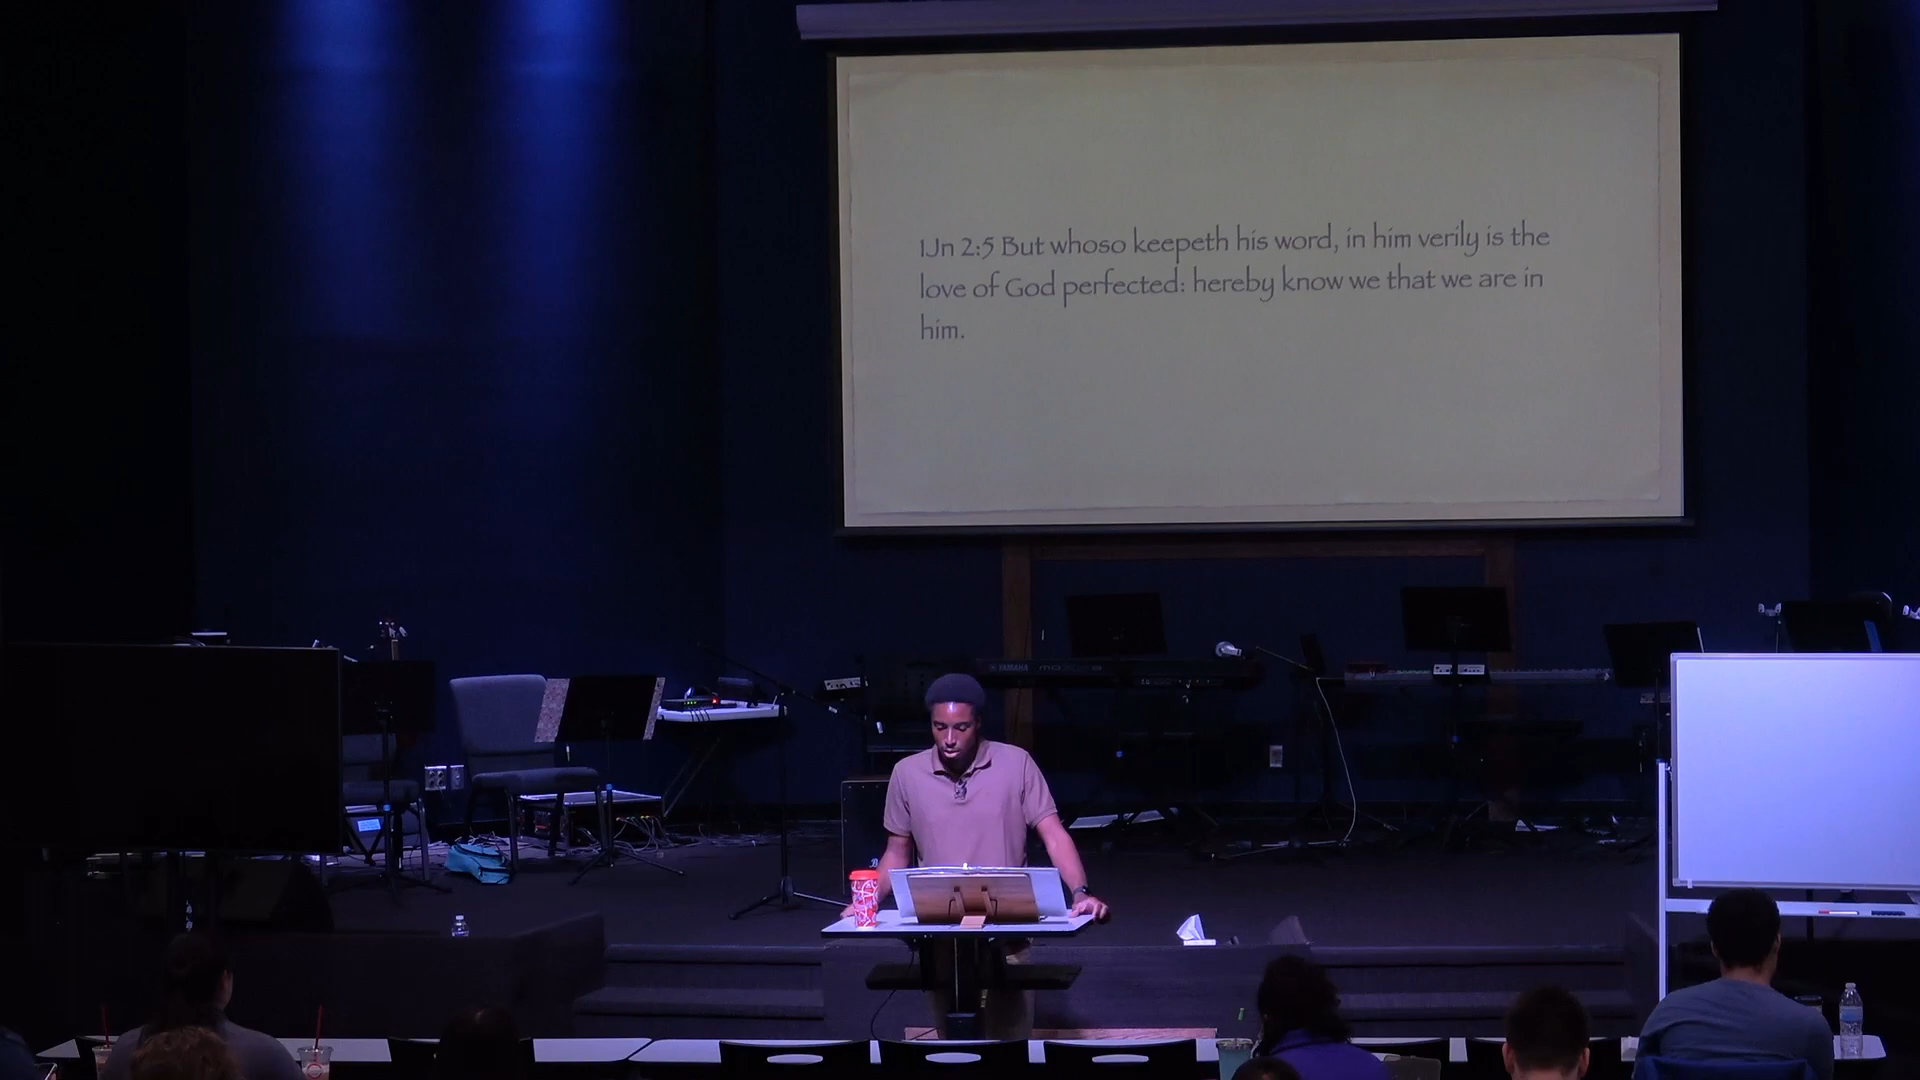 1Jn 2:5 But whoso keepeth his word, in him verily is the
love of God perfected: hereby know we that we are in
him.
YAMAHA